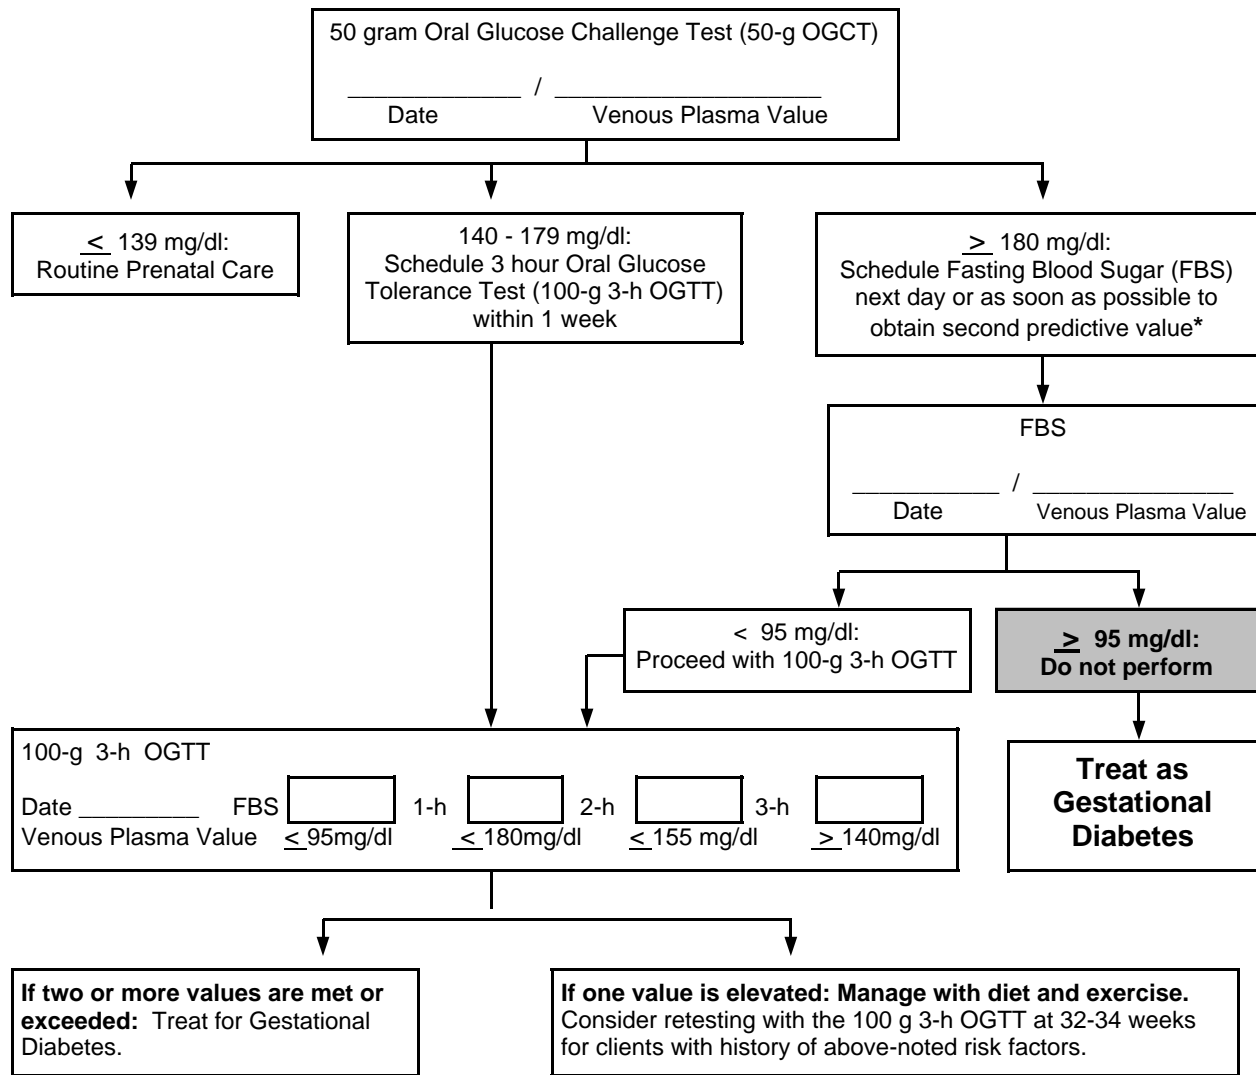 50 gram Oral Glucose Challenge Test (50-g OGCT)
_____________ / ____________________
Date Venous Plasma Value
< 139 mg/dl:
Routine Prenatal Care
140 - 179 mg/dl:
Schedule 3 hour Oral Glucose
Tolerance Test (100-g 3-h OGTT)
within 1 week
> 180 mg/dl:
Schedule Fasting Blood Sugar (FBS)
next day or as soon as possible to
obtain second predictive value*
FBS
___________ / _______________
Date Venous Plasma Value
< 95 mg/dl:
Proceed with 100-g 3-h OGTT
> 95 mg/dl:
Do not perform
Treat as
Gestational
Diabetes
100-g 3-h OGTT
Date _________ FBS 1-h 2-h 3-h
Venous Plasma Value < 95mg/dl < 180mg/dl < 155 mg/dl > 140mg/dl
If two or more values are met or
exceeded: Treat for Gestational
Diabetes.
If one value is elevated: Manage with diet and exercise.
Consider retesting with the 100 g 3-h OGTT at 32-34 weeks
for clients with history of above-noted risk factors.